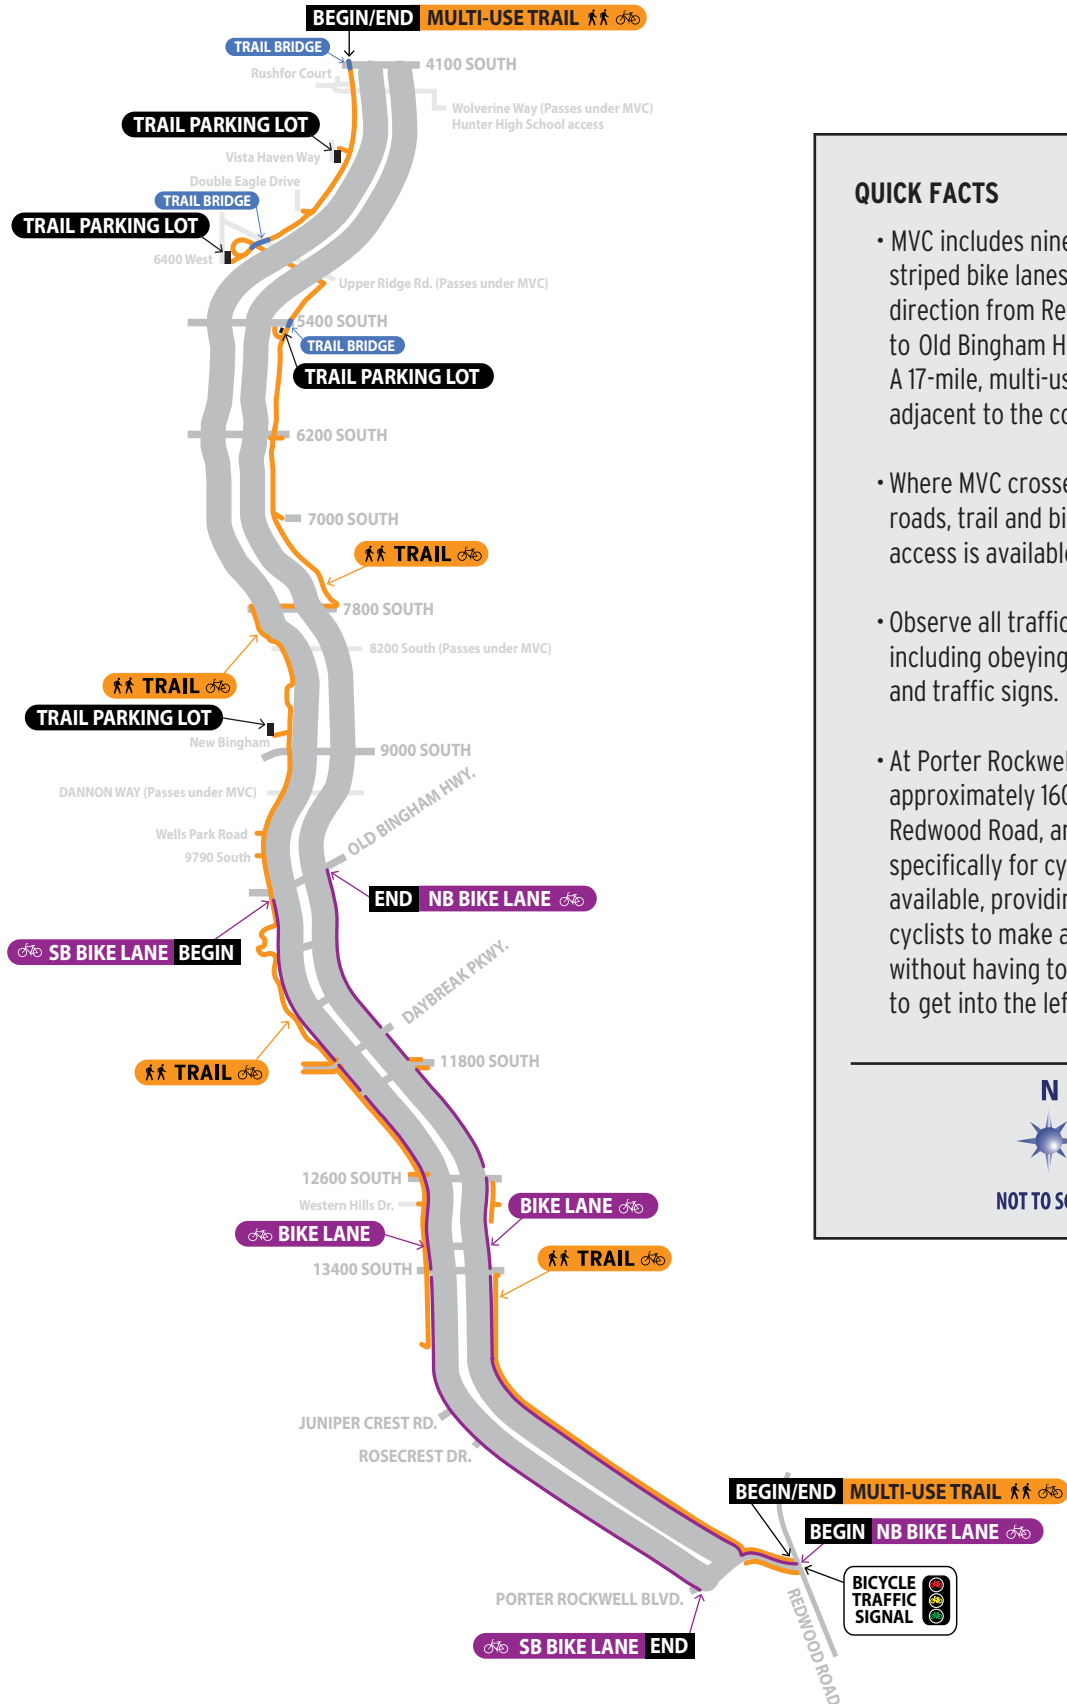 BEGIN/END MULTI-USE TRAIL
TRAIL BRIDGE
4100 SOUTH
Rushfor Court
Wolverine Way (Passes under MVC)
Hunter High School access
TRAIL PARKING LOT
Vista Haven Way
Double Eagle Drive
TRAIL BRIDGE
TRAIL PARKING LOT
6400 West
Upper Ridge Rd. (Passes under MVC)
5400 SOUTH
TRAIL BRIDGE
TRAIL PARKING LOT
6200 SOUTH
7000 SOUTH
TRAIL
7800 SOUTH
8200 South (Passes under MVC)
TRAIL
TRAIL PARKING LOT
New Bingham
9000 SOUTH
DANNON WAY (Passes under MVC)
OLD BINGHAM HWY.
Wells Park Road
9790 South
END NB BIKE LANE
SB BIKE LANE BEGIN
DAYBREAK PKWY.
TRAIL
11800 SOUTH
12600 SOUTH
Western Hills Dr.
BIKE LANE
BIKE LANE
TRAIL
13400 SOUTH
JUNIPER CREST RD.
ROSECREST DR.
BEGIN/END MULTI-USE TRAIL
BEGIN NB BIKE LANE
BICYCLE
TRAFFIC
SIGNAL
PORTER ROCKWELL BLVD.
REDWOOD ROAD
SB BIKE LANE END
QUICK FACTS
• MVC includes nine
striped bike lanes
direction from Re
to Old Bingham H
A 17-mile, multi-us
adjacent to the co
• Where MVC crosse
roads, trail and bi
access is available
• Observe all traffic
including obeying
and traffic signs.
• At Porter Rockwel
approximately 160
Redwood Road, ar
specifically for cy
available, providin
cyclists to make a
without having to
to get into the left
N
NOT TO S